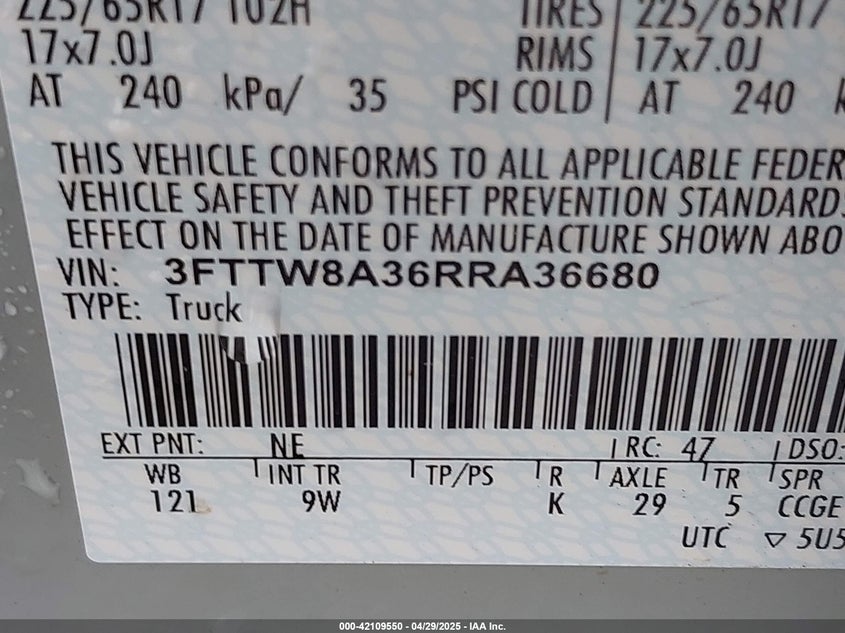 225/65R17 102H TIRES 225/65R17
17x7.0J RIMS 17x7.0J
AT 240 kPa/ 35 PSI COLD AT 240
THIS VEHICLE CONFORMS TO ALL APPLICABLE FEDER
VEHICLE SAFETY AND THEFT PREVENTION STANDARD
EFFECT ON THE DATE OF MANUFACTURE SHOWN ABO
VIN: 3FTTW8A36RRA36680
TYPE: Truck
EXT PNT: NE RC: 47 DSO:
WB INT TR TP/PS R AXLE TR SPR
121 9W K 29 5 CCGE
UTC ▽ 5U5
000-42109550 - 04/29/2025 - IAA Inc.